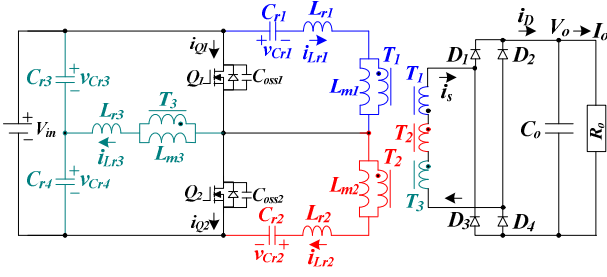 Cr1 Lr1 iD Vo Io
iQ1 + − vCr1 iLr1 T1 D1 D2
Cr3 + − vCr3 Q1 Coss1 Lm1 T1 is
Lr3 T3
+ − Vin Lm3 T2 Co Ro
iLr3
Cr4 + − vCr4 Q2 Coss2 Lm2 T2 T3
iQ2 Cr2 Lr2 D3 D4
− + vCr2 iLr2